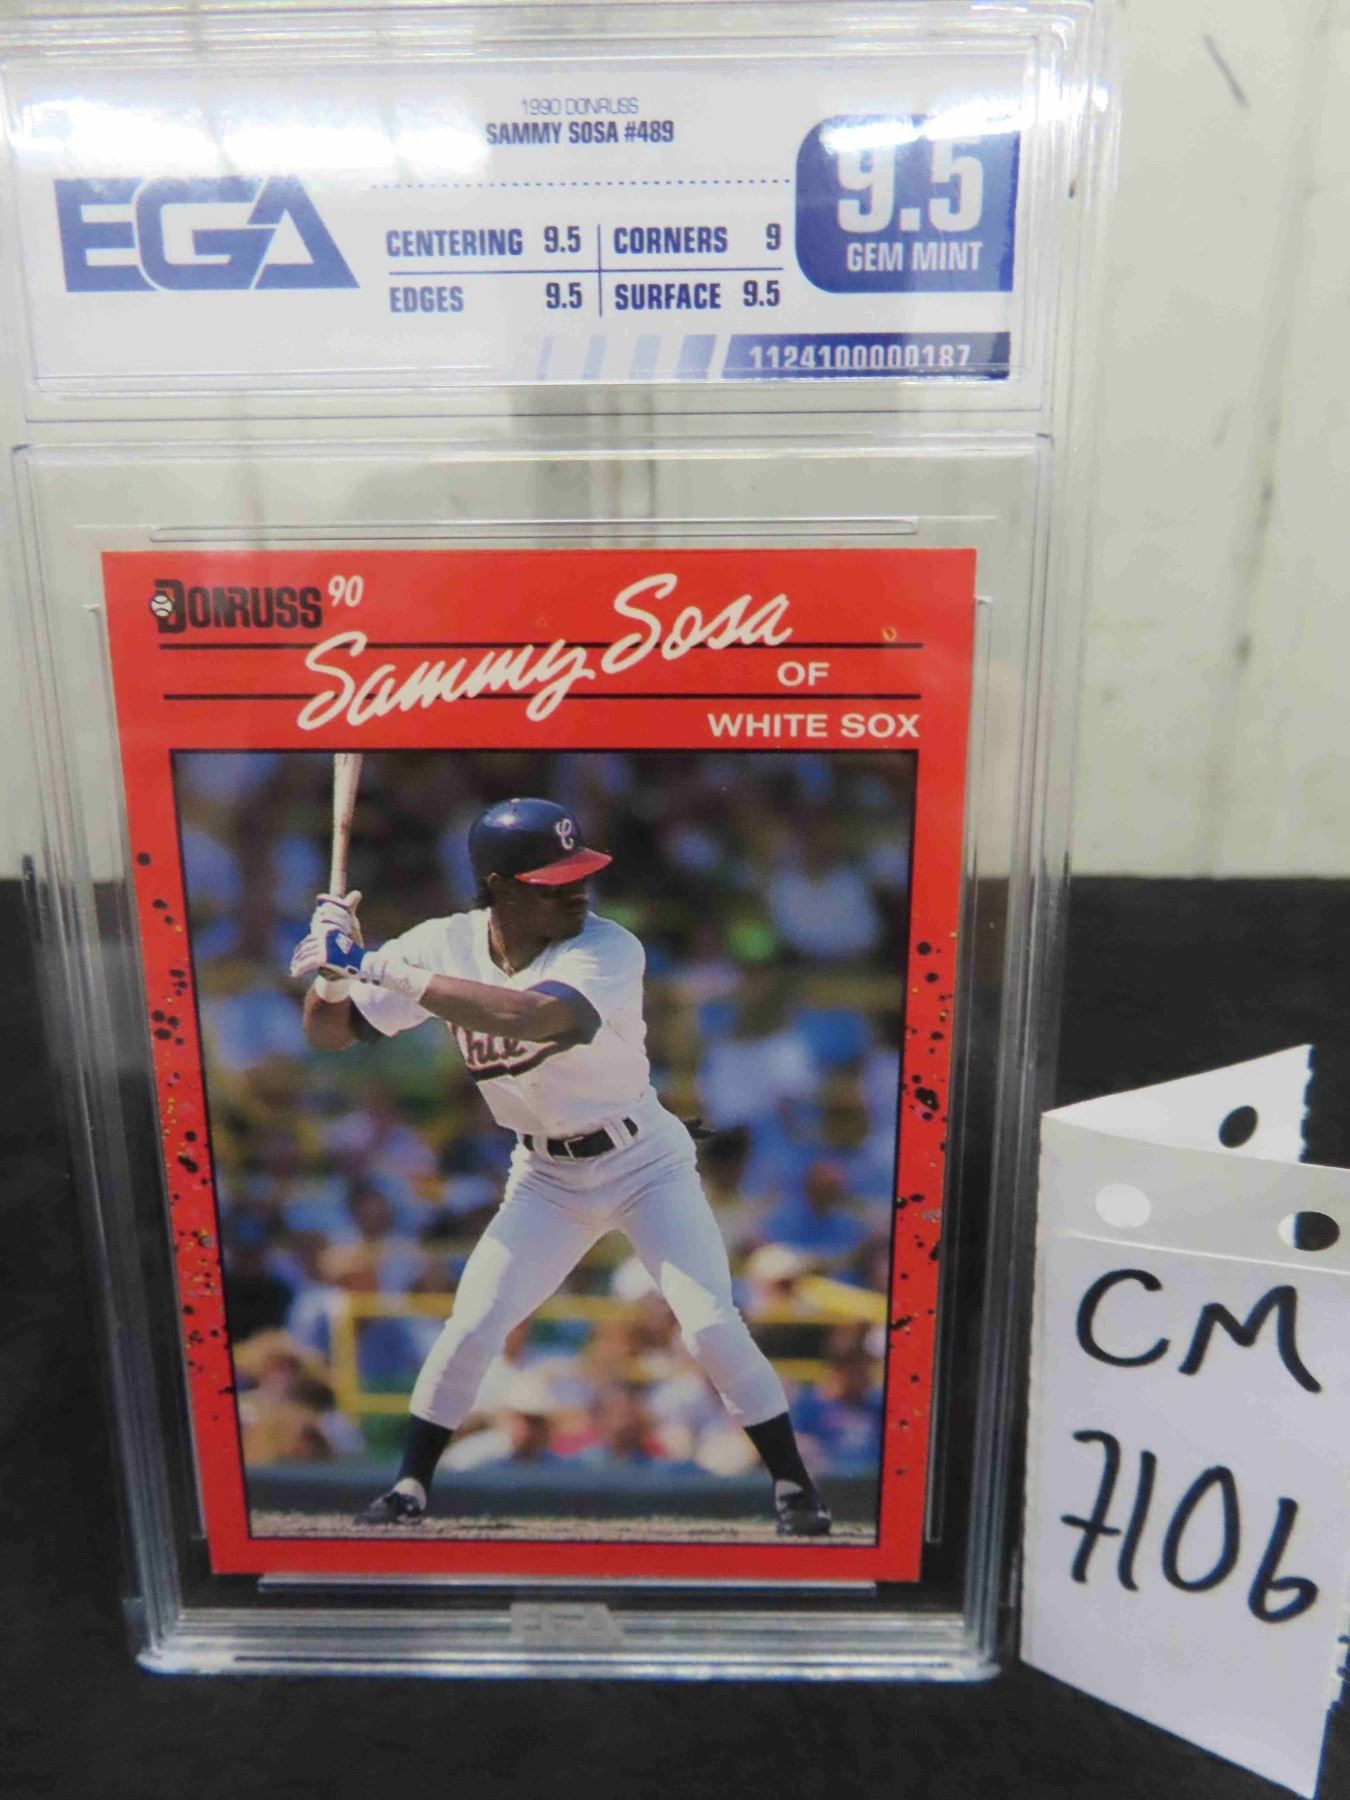 1990 DONRUSS
SAMMY SOSA #489
EGA
CENTERING 9.5 CORNERS 9
EDGES 9.5 SURFACE 9.5
9.5
GEM MINT
1124100000187
DONRUSS 90
Sammy Sosa
OF
WHITE SOX
C
EGA
CM
7106